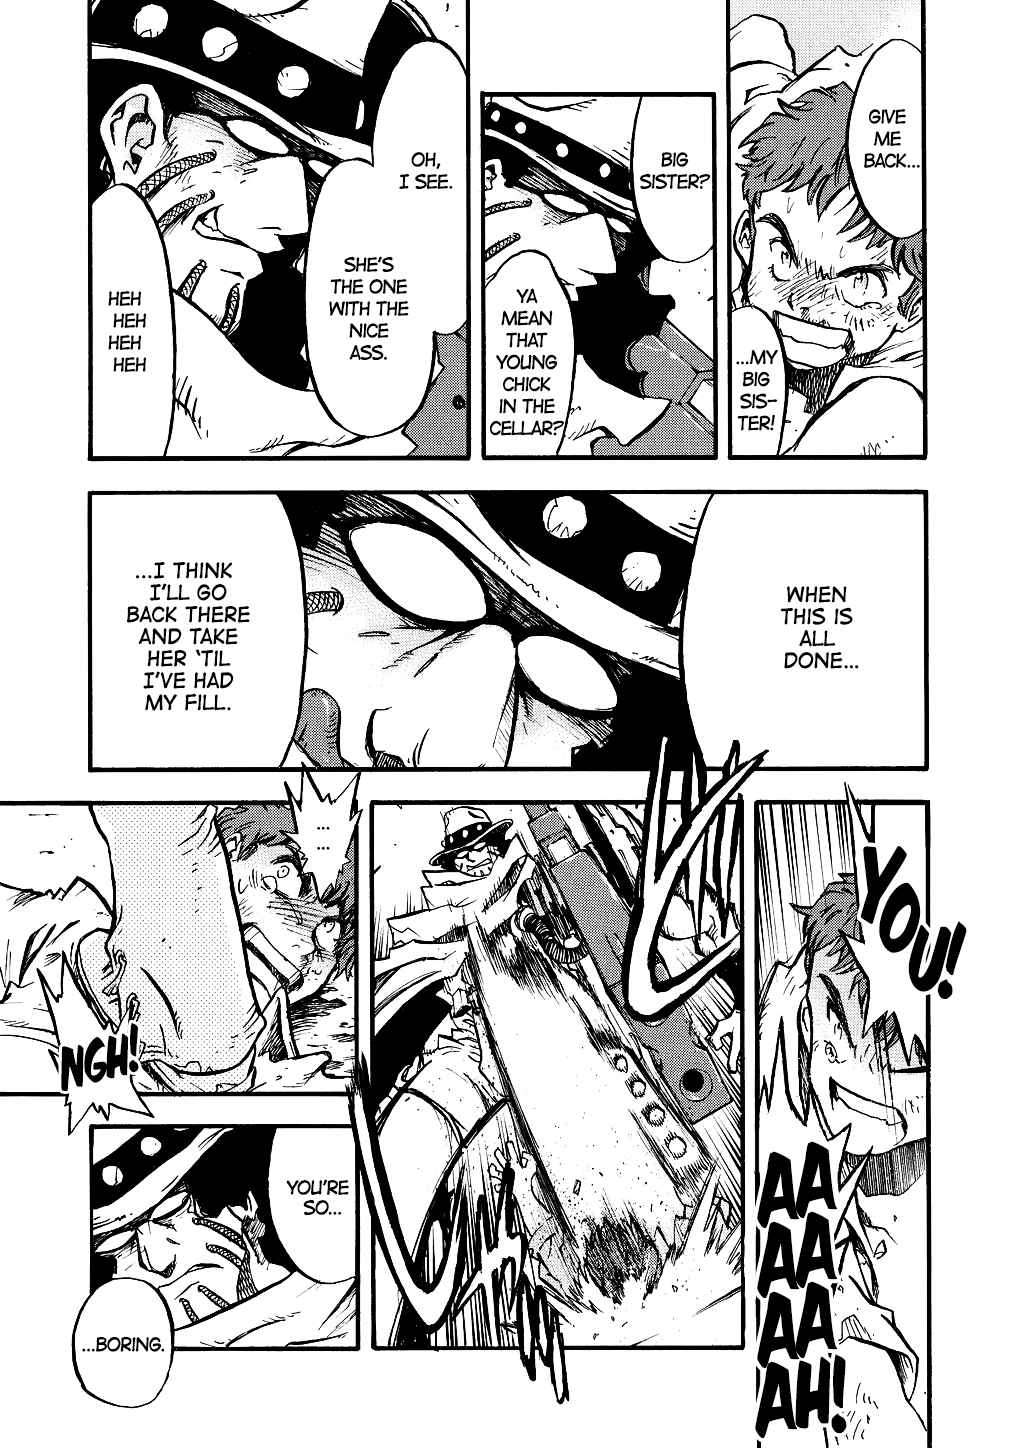 GIVE
ME
BACK...
...MY
BIG
SIS-
TER!
BIG
SISTER?
YA
MEAN
THAT
YOUNG
CHICK
IN THE
CELLAR?
OH,
I SEE.
SHE'S
THE ONE
WITH THE
NICE
ASS.
HEH
HEH
HEH
HEH
WHEN
THIS IS
ALL
DONE...
...I THINK
I'LL GO
BACK THERE
AND TAKE
HER 'TIL
I'VE HAD
MY FILL.
YOU!
AA
AA
AA
AH!
...
...
NGH!
YOU'RE
SO...
...BORING.